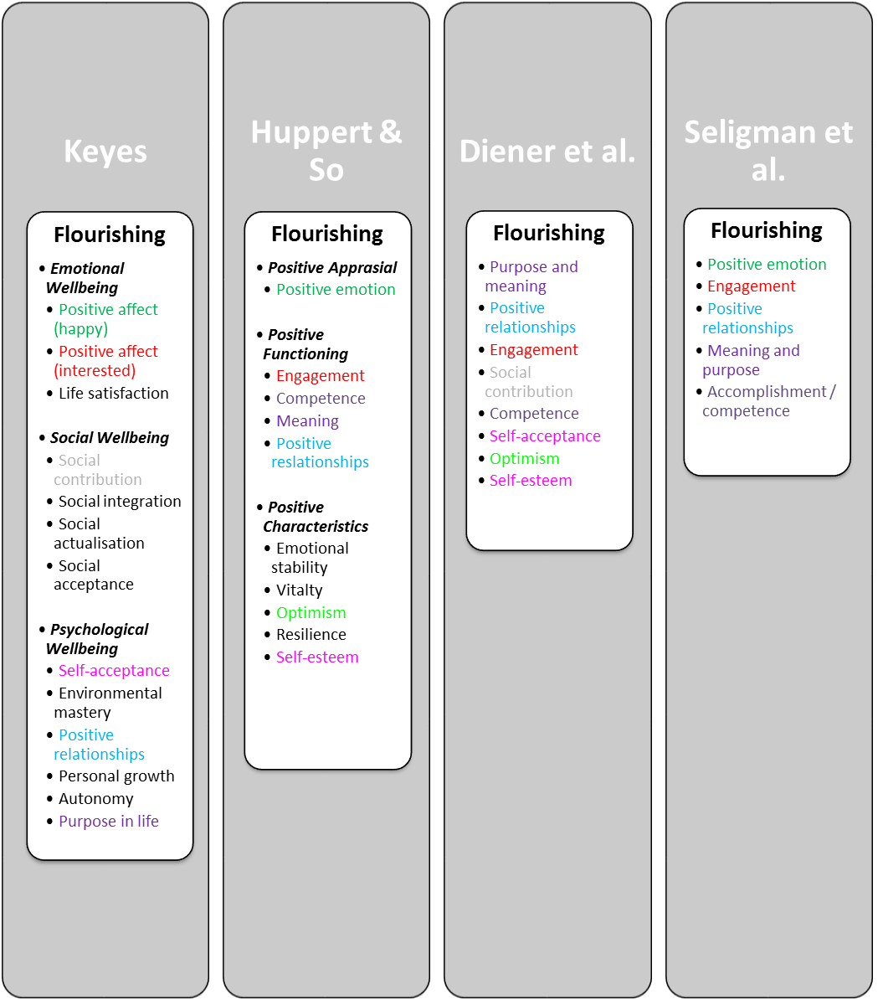 Keyes
Flourishing
• Emotional
Wellbeing
• Positive affect
(happy)
• Positive affect
(interested)
• Life satisfaction
• Social Wellbeing
• Social
contribution
• Social integration
• Social
actualisation
• Social
acceptance
• Psychological
Wellbeing
• Self-acceptance
• Environmental
mastery
• Positive
relationships
• Personal growth
• Autonomy
• Purpose in life
Huppert &
So
Flourishing
• Positive Apprasial
• Positive emotion
• Positive
Functioning
• Engagement
• Competence
• Meaning
• Positive
reslationships
• Positive
Characteristics
• Emotional
stability
• Vitalty
• Optimism
• Resilience
• Self-esteem
Diener et al.
Flourishing
• Purpose and
meaning
• Positive
relationships
• Engagement
• Social
contribution
• Competence
• Self-acceptance
• Optimism
• Self-esteem
Seligman et
al.
Flourishing
• Positive emotion
• Engagement
• Positive
relationships
• Meaning and
purpose
• Accomplishment /
competence